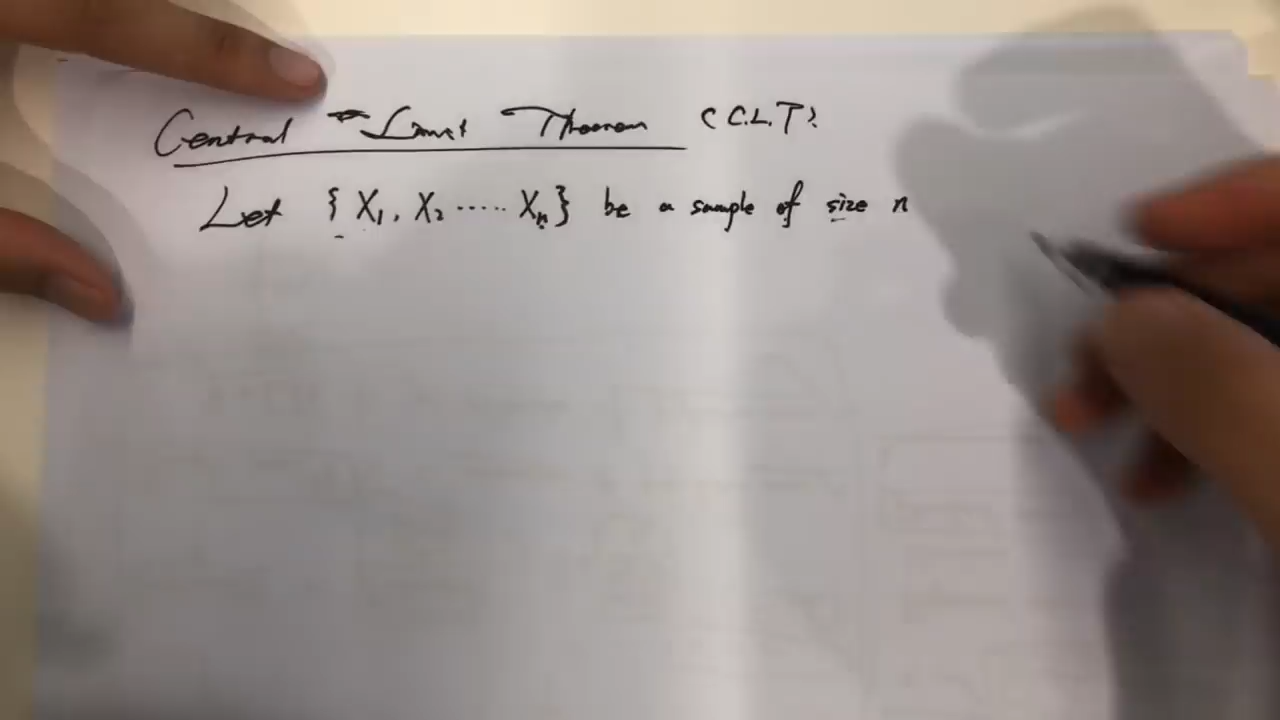 Central Limit Theorem (C.L.T)
Let { X₁, X₂ ..... Xₙ} be a sample of size n